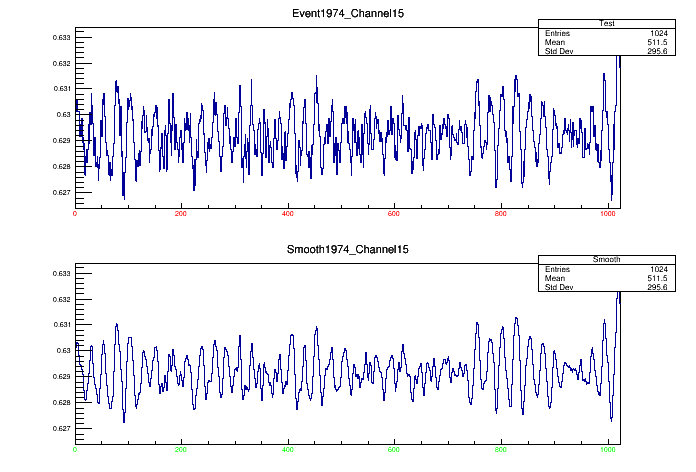 Event1974_Channel15
Test
Entries 1024
Mean 511.5
Std Dev 295.6
0.633
0.632
0.631
0.63
0.629
0.628
0.627
0 200 400 600 800 1000
Smooth1974_Channel15
Smooth
Entries 1024
Mean 511.5
Std Dev 295.6
0.633
0.632
0.631
0.63
0.629
0.628
0.627
0 200 400 600 800 1000